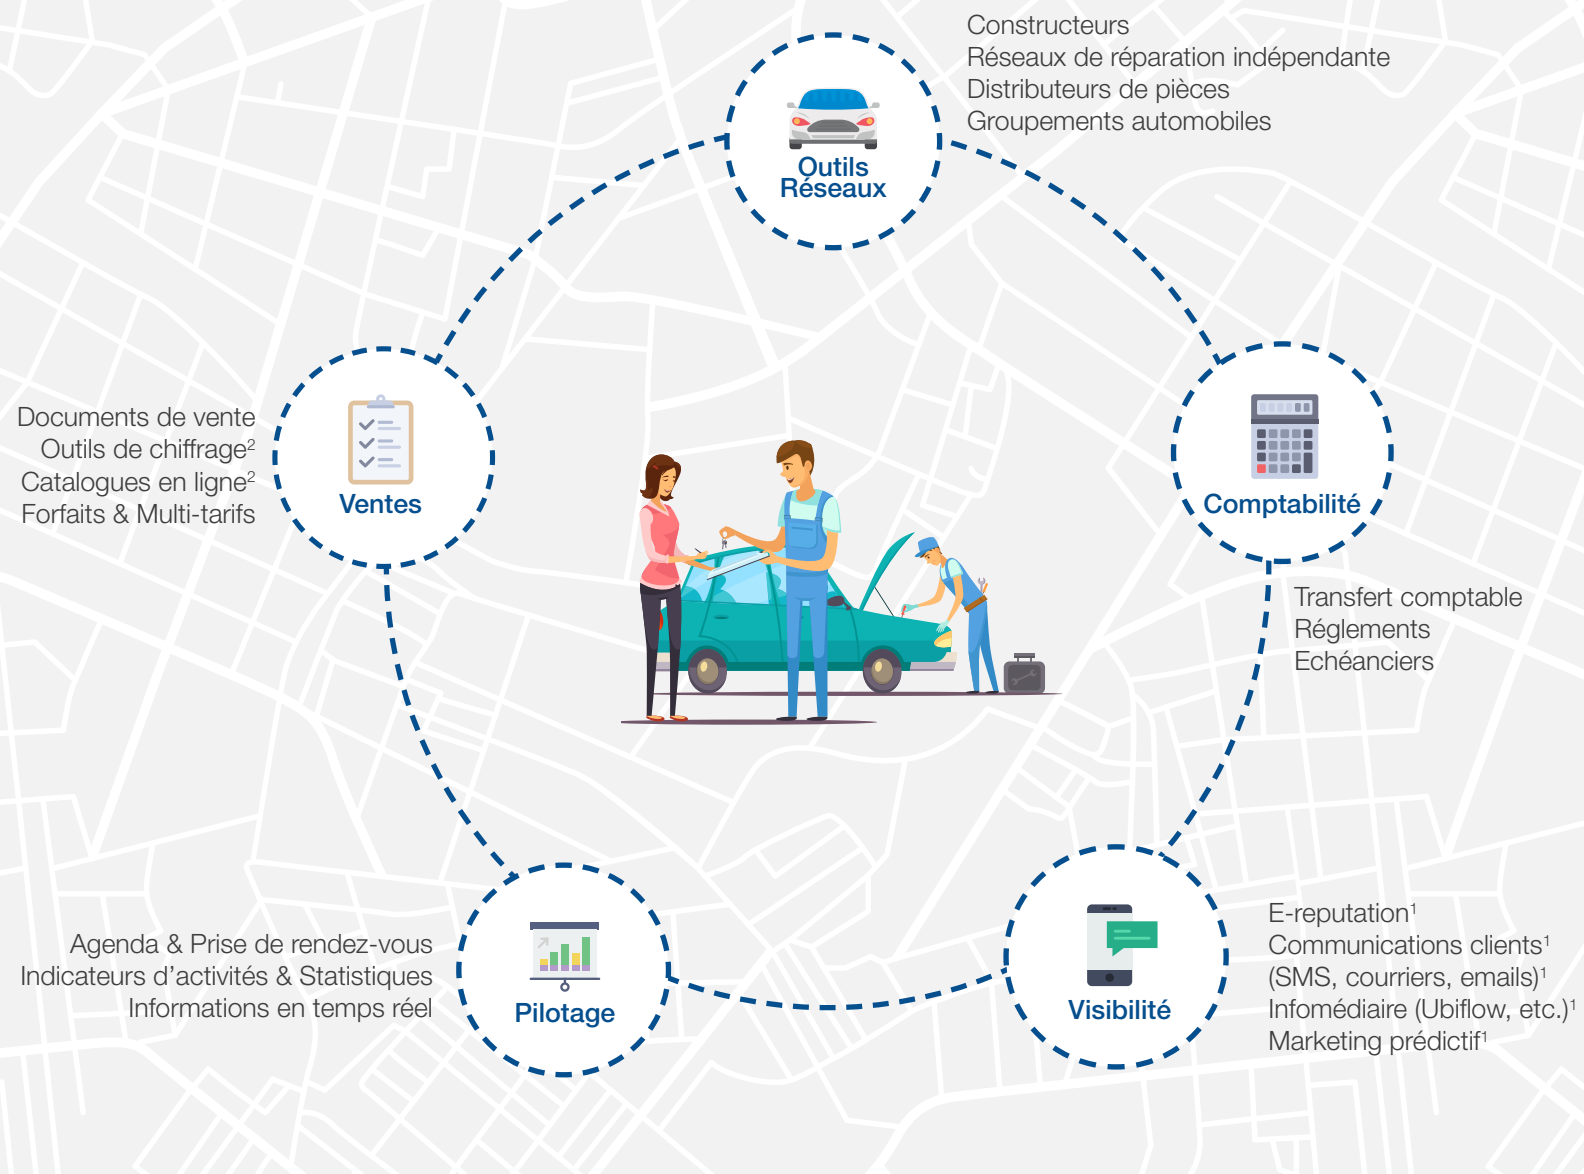 Constructeurs
Réseaux de réparation indépendante
Distributeurs de pièces
Groupements automobiles
Outils
Réseaux
Documents de vente
Outils de chiffrage²
Catalogues en ligne²
Forfaits & Multi-tarifs
Ventes
Comptabilité
Transfert comptable
Réglements
Echéanciers
Agenda & Prise de rendez-vous
Indicateurs d’activités & Statistiques
Informations en temps réel
Pilotage
Visibilité
E-reputation¹
Communications clients¹
(SMS, courriers, emails)¹
Infomédiaire (Ubiflow, etc.)¹
Marketing prédictif¹